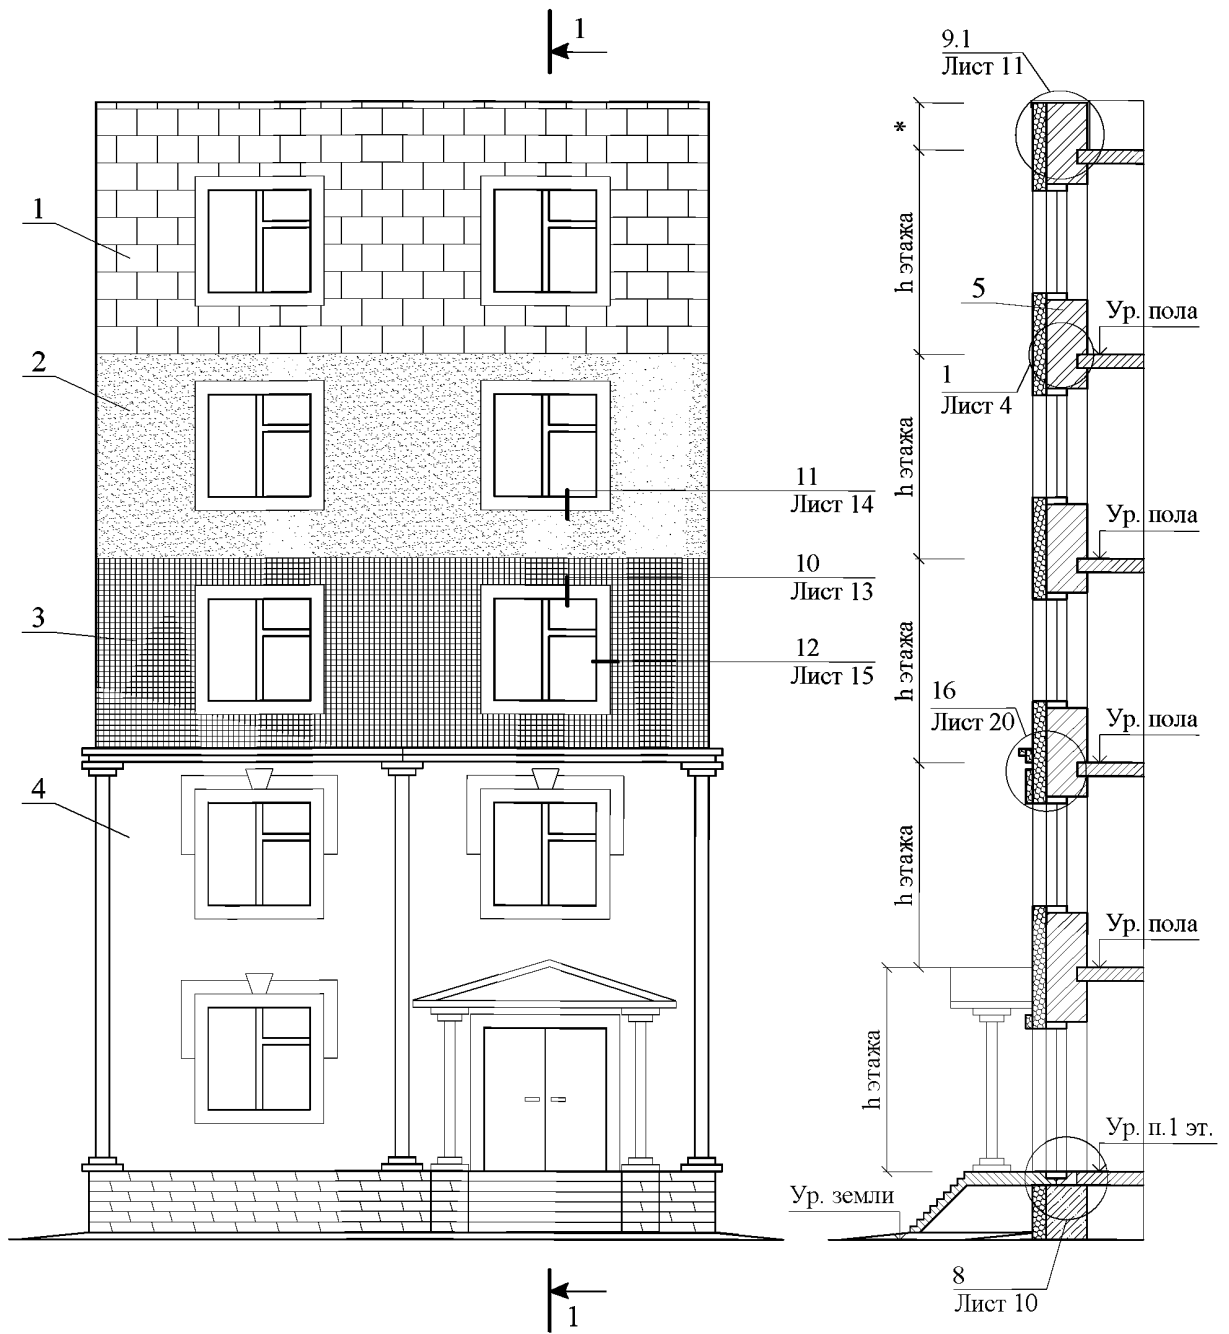 1
1
2
3
4
11
Лист 14
10
Лист 13
12
Лист 15
1
9.1
Лист 11
*
h этажа
5
Ур. пола
1
Лист 4
h этажа
Ур. пола
h этажа
16
Лист 20
Ур. пола
h этажа
Ур. пола
h этажа
Ур. п.1 эт.
Ур. земли
8
Лист 10